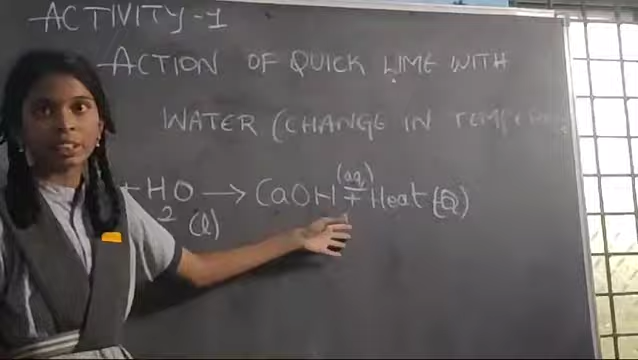 ACTIVITY-1
ACTION OF QUICK LIME WITH
WATER (CHANGE IN
+ H2O (l) → CaOH (aq) + Heat (Q)